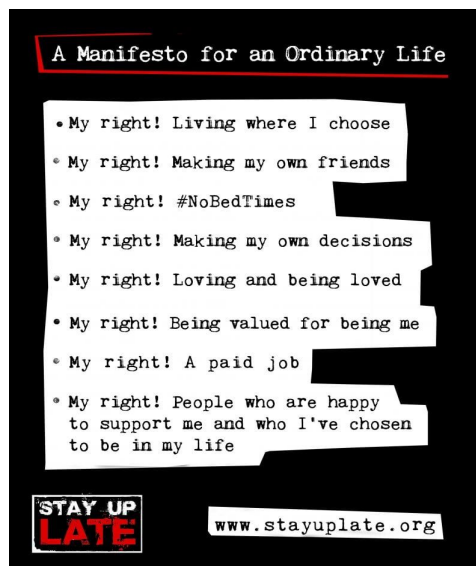 A Manifesto for an Ordinary Life
• My right! Living where I choose
• My right! Making my own friends
• My right! #NoBedTimes
• My right! Making my own decisions
• My right! Loving and being loved
• My right! Being valued for being me
• My right! A paid job
• My right! People who are happy
to support me and who I've chosen
to be in my life
STAY UP
LATE
www.stayuplate.org